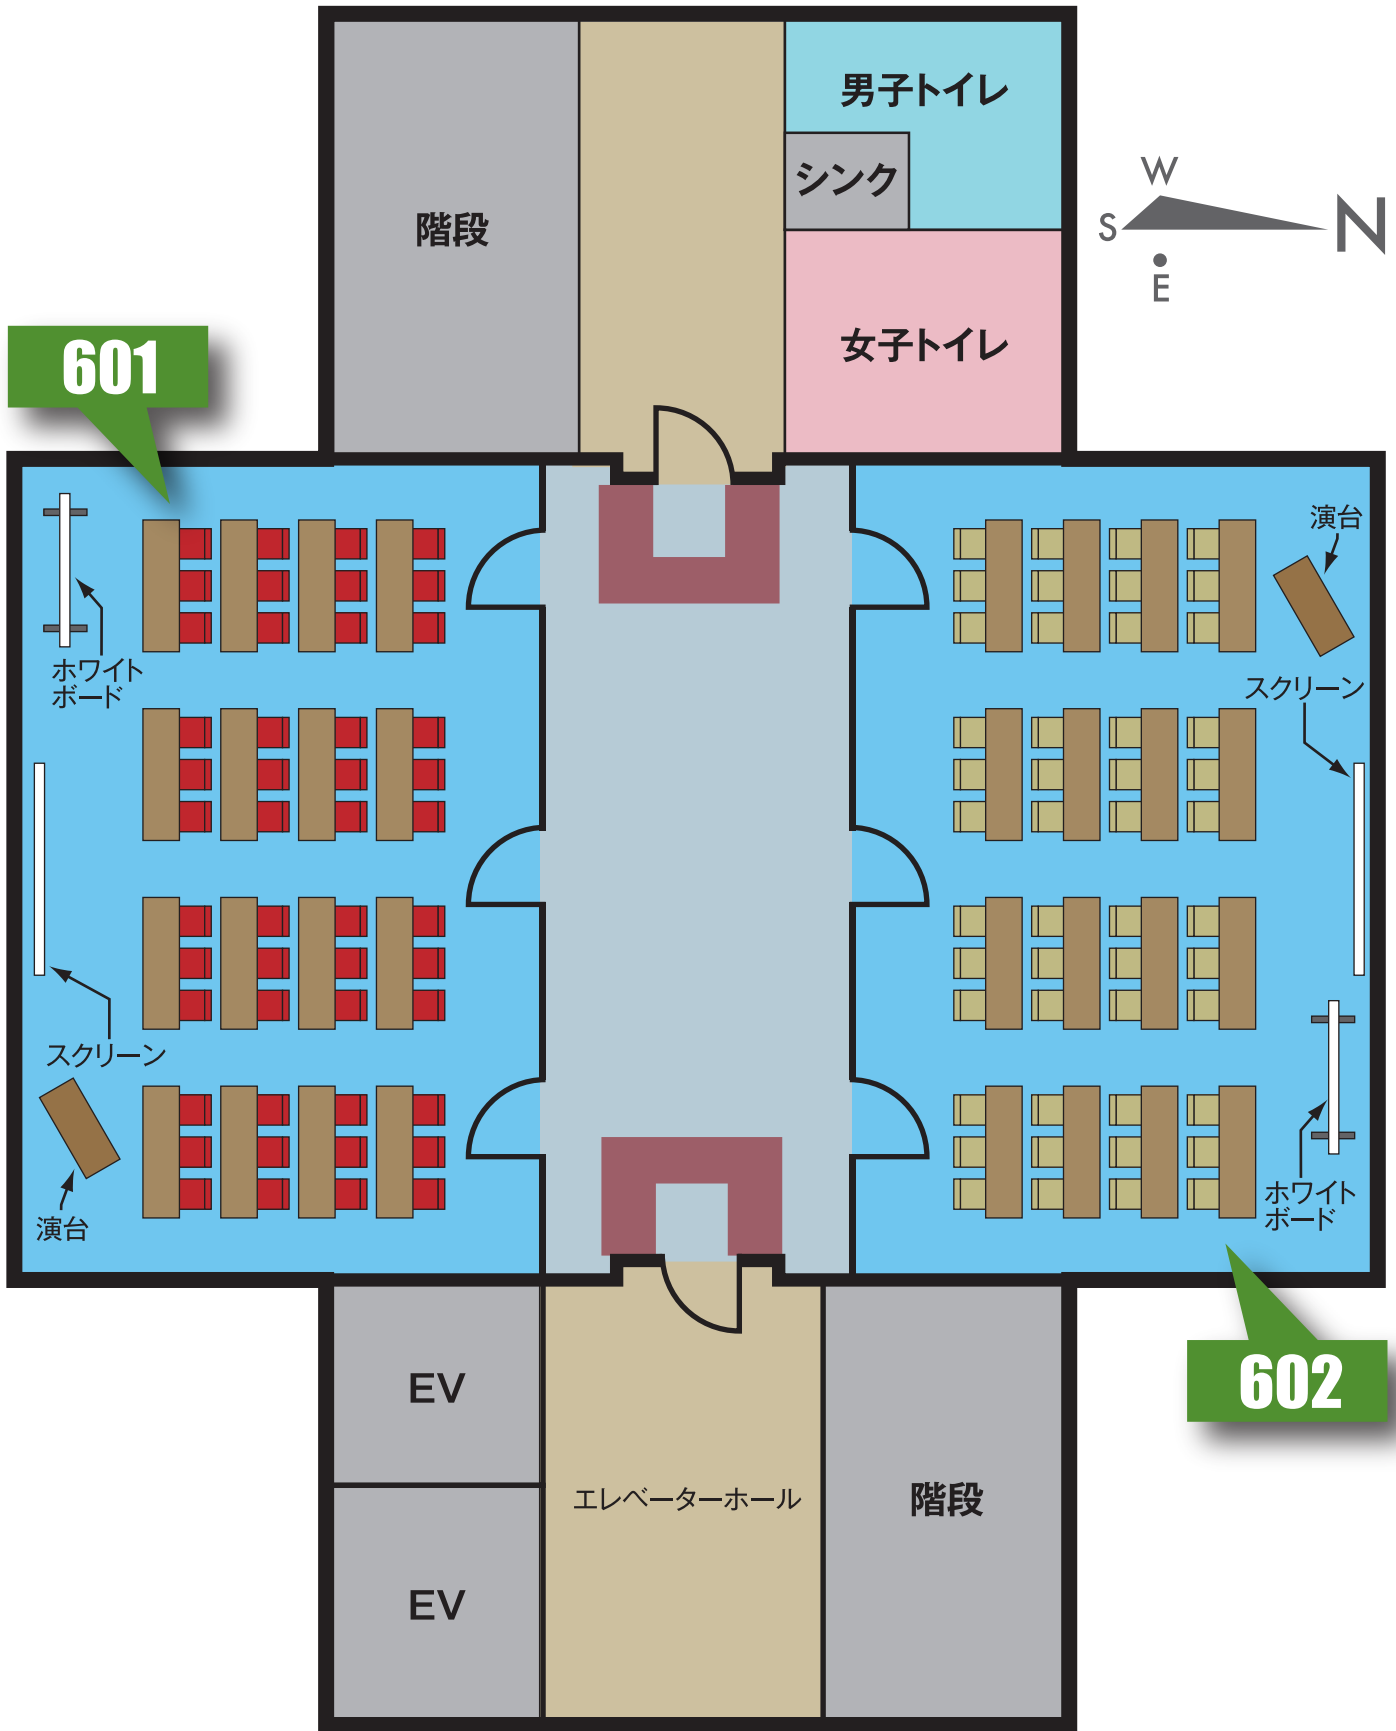 男子トイレ
シンク
階段
W
S
N
E
女子トイレ
601
演台
ホワイト
ボード
スクリーン
スクリーン
演台
ホワイト
ボード
602
EV
エレベーターホール
階段
EV